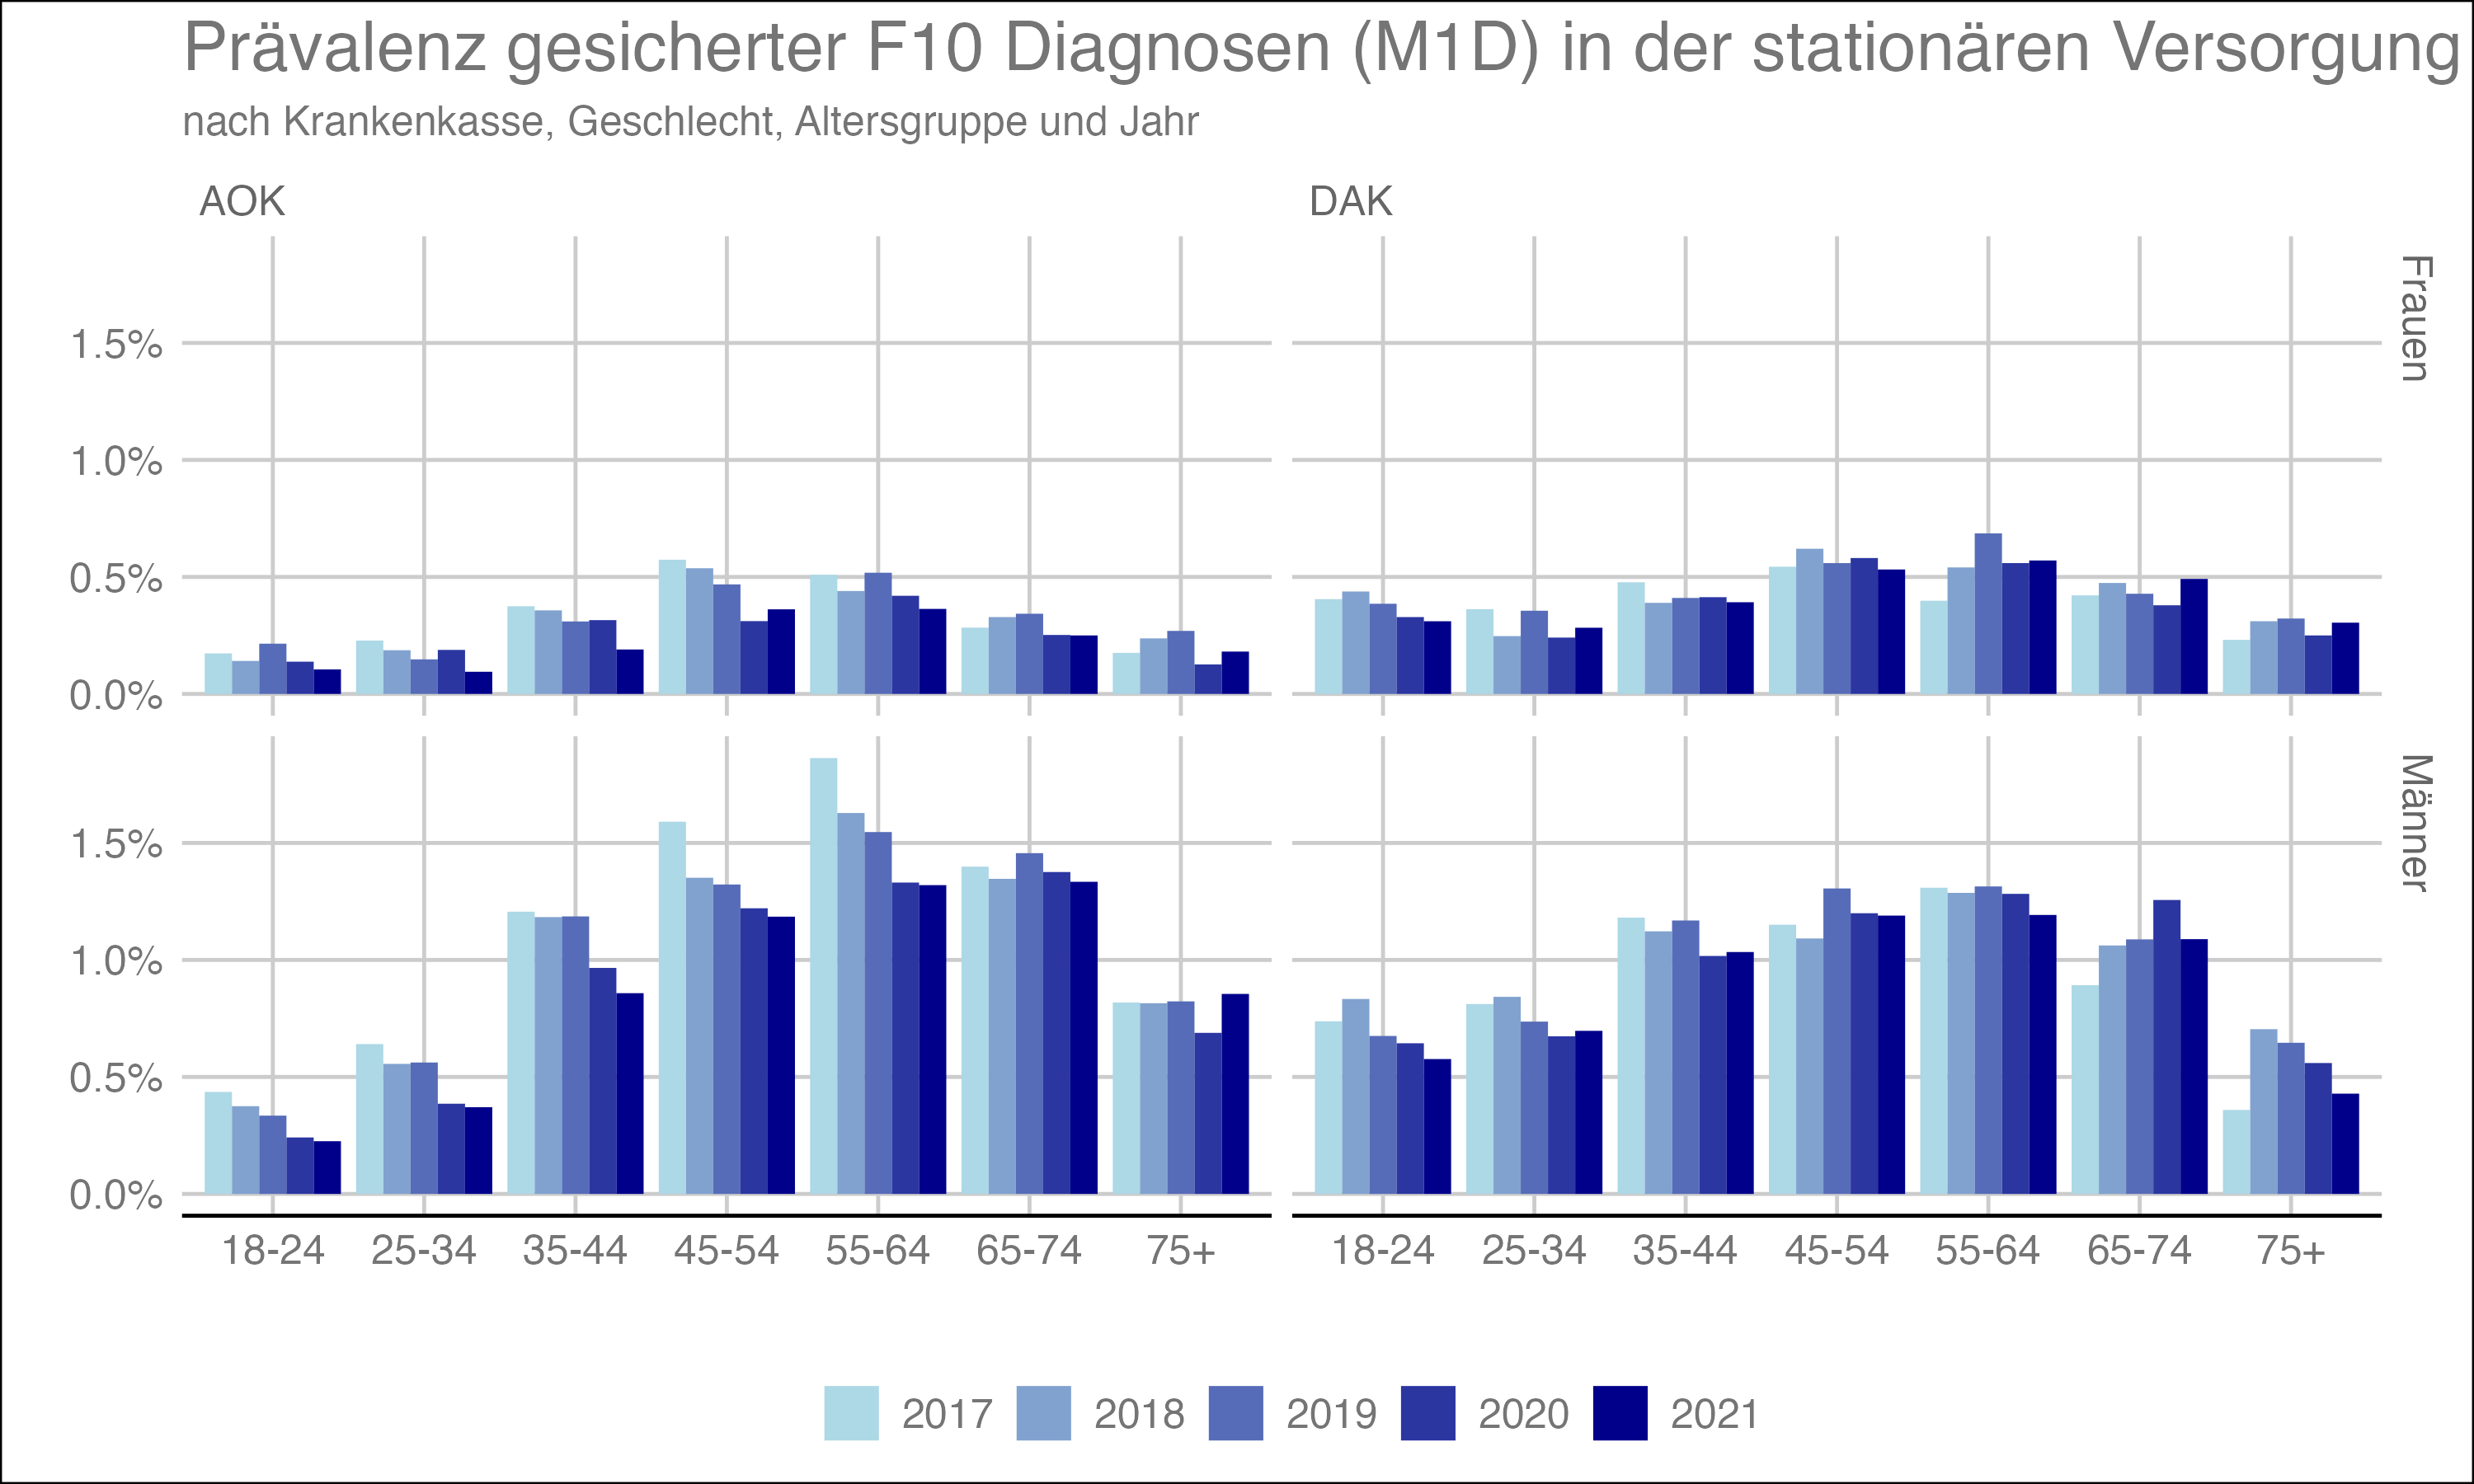 Prävalenz gesicherter F10 Diagnosen (M1D) in der stationären Versorgung
nach Krankenkasse, Geschlecht, Altersgruppe und Jahr
AOK
DAK
Frauen
1.5%
1.0%
0.5%
0.0%
Männer
1.5%
1.0%
0.5%
0.0%
18-24 25-34 35-44 45-54 55-64 65-74 75+
18-24 25-34 35-44 45-54 55-64 65-74 75+
2017 2018 2019 2020 2021